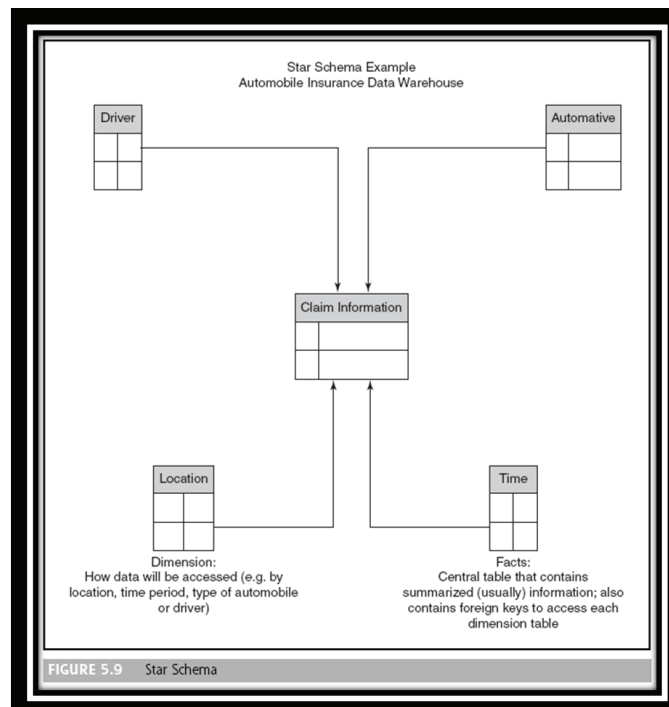 Star Schema Example
Automobile Insurance Data Warehouse
Driver
Automative
Claim Information
Location
Time
Dimension:
How data will be accessed (e.g. by
location, time period, type of automobile
or driver)
Facts:
Central table that contains
summarized (usually) information; also
contains foreign keys to access each
dimension table
FIGURE 5.9 Star Schema